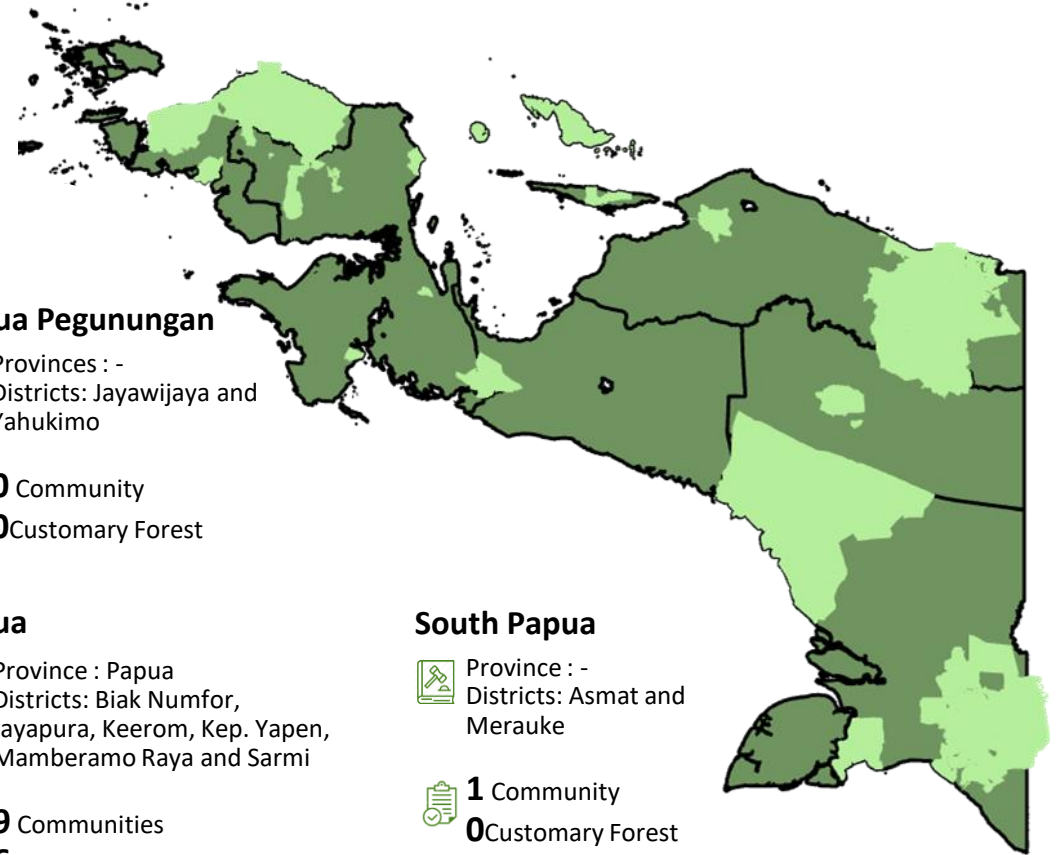 ua Pegunungan
Provinces : -
Districts: Jayawijaya and
Yahukimo
0 Community
0Customary Forest
ua
Province : Papua
Districts: Biak Numfor,
Jayapura, Keerom, Kep. Yapen,
Mamberamo Raya and Sarmi
9 Communities
South Papua
Province : -
Districts: Asmat and
Merauke
1 Community
0Customary Forest